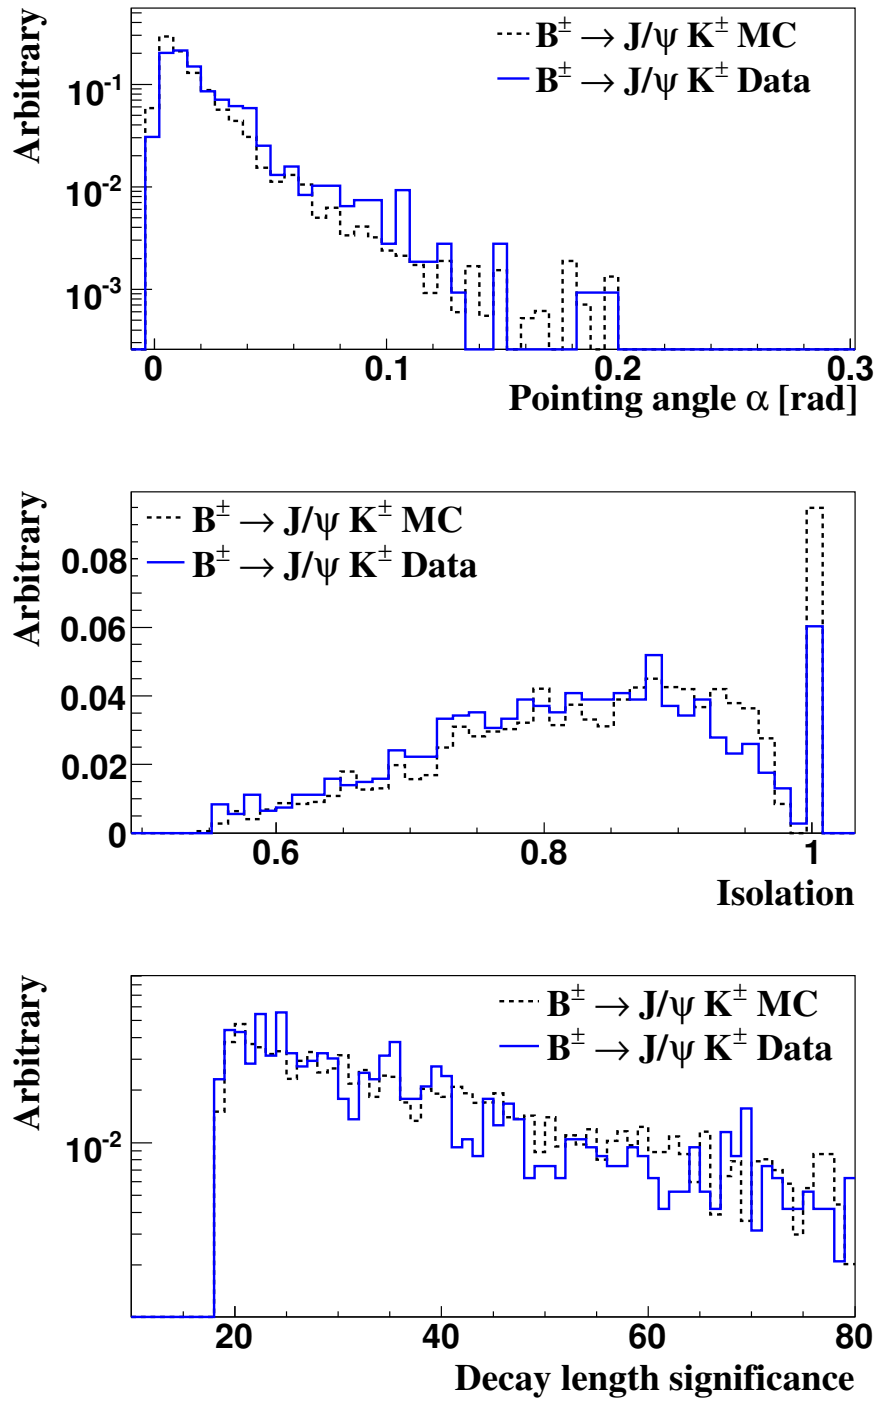 Arbitrary
B± → J/ψ K± MC
B± → J/ψ K± Data
10⁻¹
10⁻²
10⁻³
0 0.1 0.2 0.3
Pointing angle α [rad]
Arbitrary
B± → J/ψ K± MC
B± → J/ψ K± Data
0.08
0.06
0.04
0.02
0
0.6 0.8 1
Isolation
Arbitrary
B± → J/ψ K± MC
B± → J/ψ K± Data
10⁻²
20 40 60 80
Decay length significance